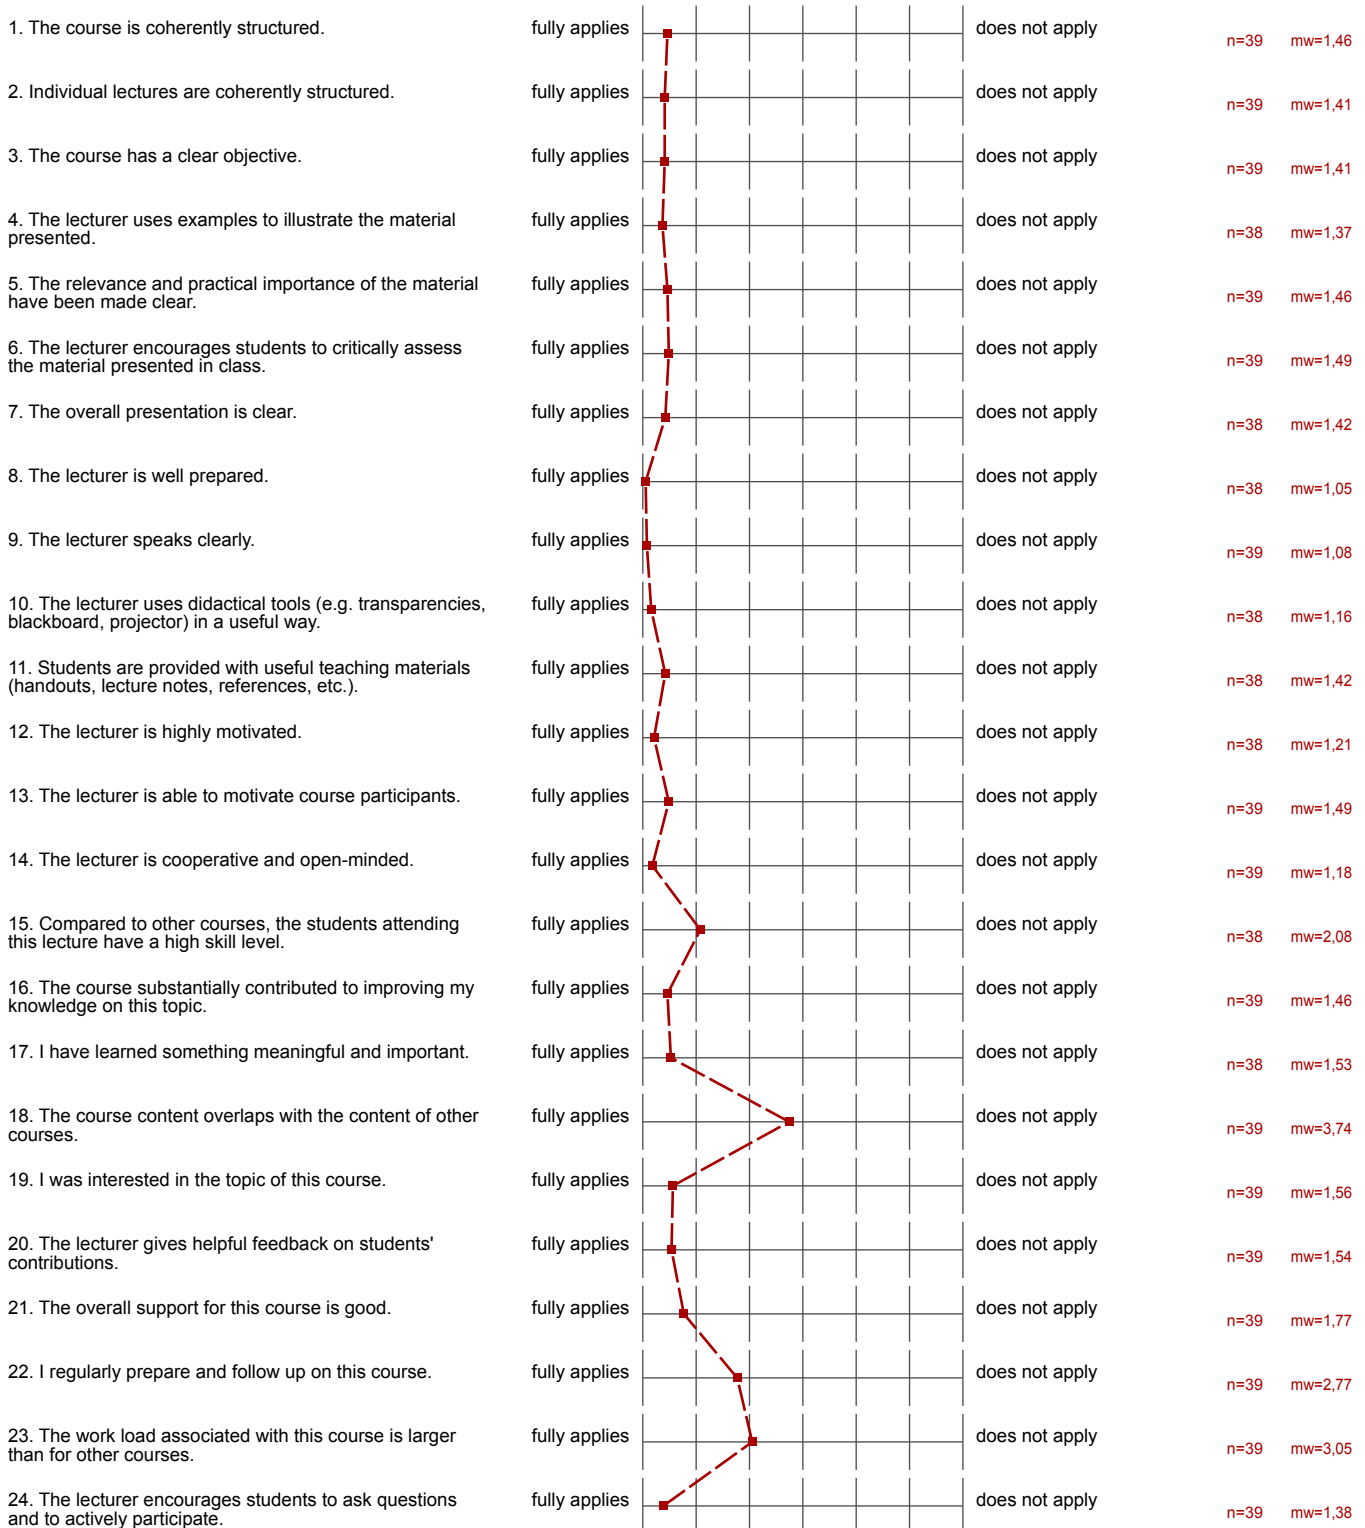 1. The course is coherently structured. fully applies does not apply n=39 mw=1,46
2. Individual lectures are coherently structured. fully applies does not apply n=39 mw=1,41
3. The course has a clear objective. fully applies does not apply n=39 mw=1,41
4. The lecturer uses examples to illustrate the material fully applies does not apply n=38 mw=1,37
presented.
5. The relevance and practical importance of the material fully applies does not apply n=39 mw=1,46
have been made clear.
6. The lecturer encourages students to critically assess fully applies does not apply n=39 mw=1,49
the material presented in class.
7. The overall presentation is clear. fully applies does not apply n=38 mw=1,42
8. The lecturer is well prepared. fully applies does not apply n=38 mw=1,05
9. The lecturer speaks clearly. fully applies does not apply n=39 mw=1,08
10. The lecturer uses didactical tools (e.g. transparencies, fully applies does not apply n=38 mw=1,16
blackboard, projector) in a useful way.
11. Students are provided with useful teaching materials fully applies does not apply n=38 mw=1,42
(handouts, lecture notes, references, etc.).
12. The lecturer is highly motivated. fully applies does not apply n=38 mw=1,21
13. The lecturer is able to motivate course participants. fully applies does not apply n=39 mw=1,49
14. The lecturer is cooperative and open-minded. fully applies does not apply n=39 mw=1,18
15. Compared to other courses, the students attending fully applies does not apply n=38 mw=2,08
this lecture have a high skill level.
16. The course substantially contributed to improving my fully applies does not apply n=39 mw=1,46
knowledge on this topic.
17. I have learned something meaningful and important. fully applies does not apply n=38 mw=1,53
18. The course content overlaps with the content of other fully applies does not apply n=39 mw=3,74
courses.
19. I was interested in the topic of this course. fully applies does not apply n=39 mw=1,56
20. The lecturer gives helpful feedback on students' fully applies does not apply n=39 mw=1,54
contributions.
21. The overall support for this course is good. fully applies does not apply n=39 mw=1,77
22. I regularly prepare and follow up on this course. fully applies does not apply n=39 mw=2,77
23. The work load associated with this course is larger fully applies does not apply n=39 mw=3,05
than for other courses.
24. The lecturer encourages students to ask questions fully applies does not apply n=39 mw=1,38
and to actively participate.